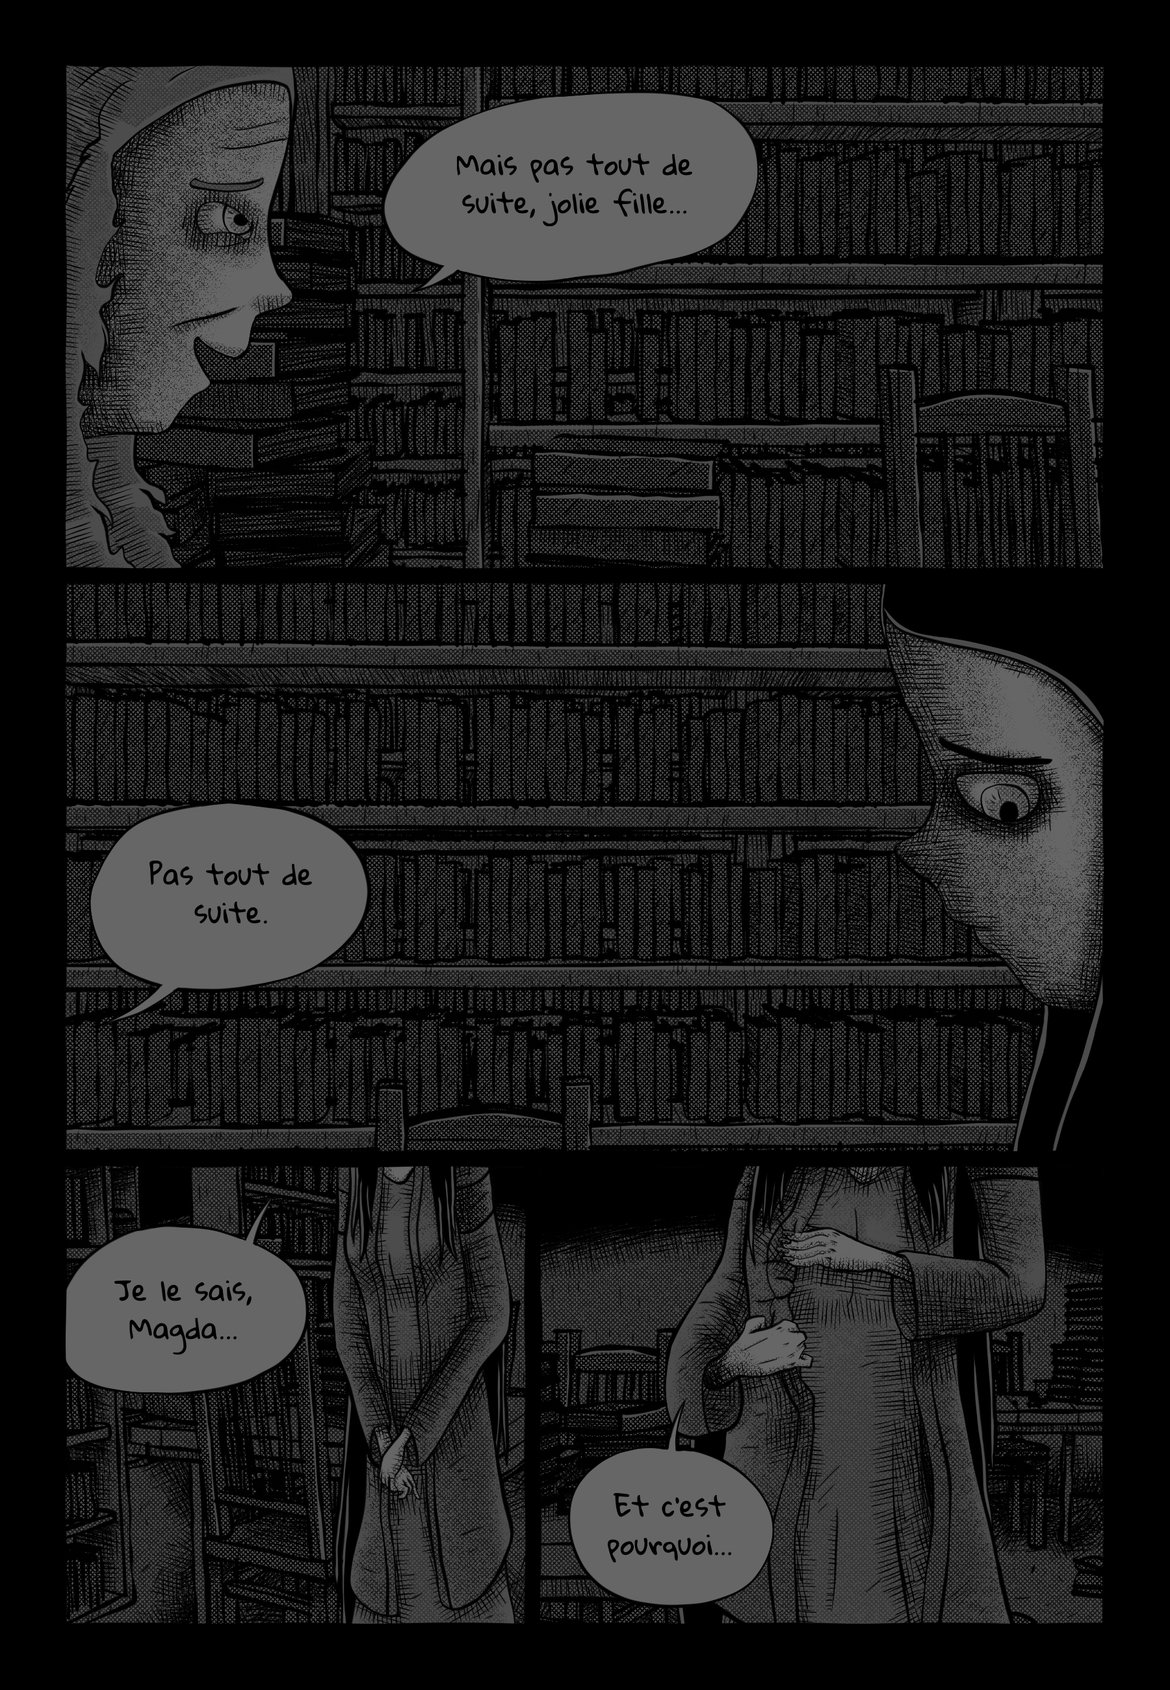 Mais pas tout de
suite, jolie fille...
Pas tout de
suite.
Je le sais,
Magda...
Et c'est
pourquoi...